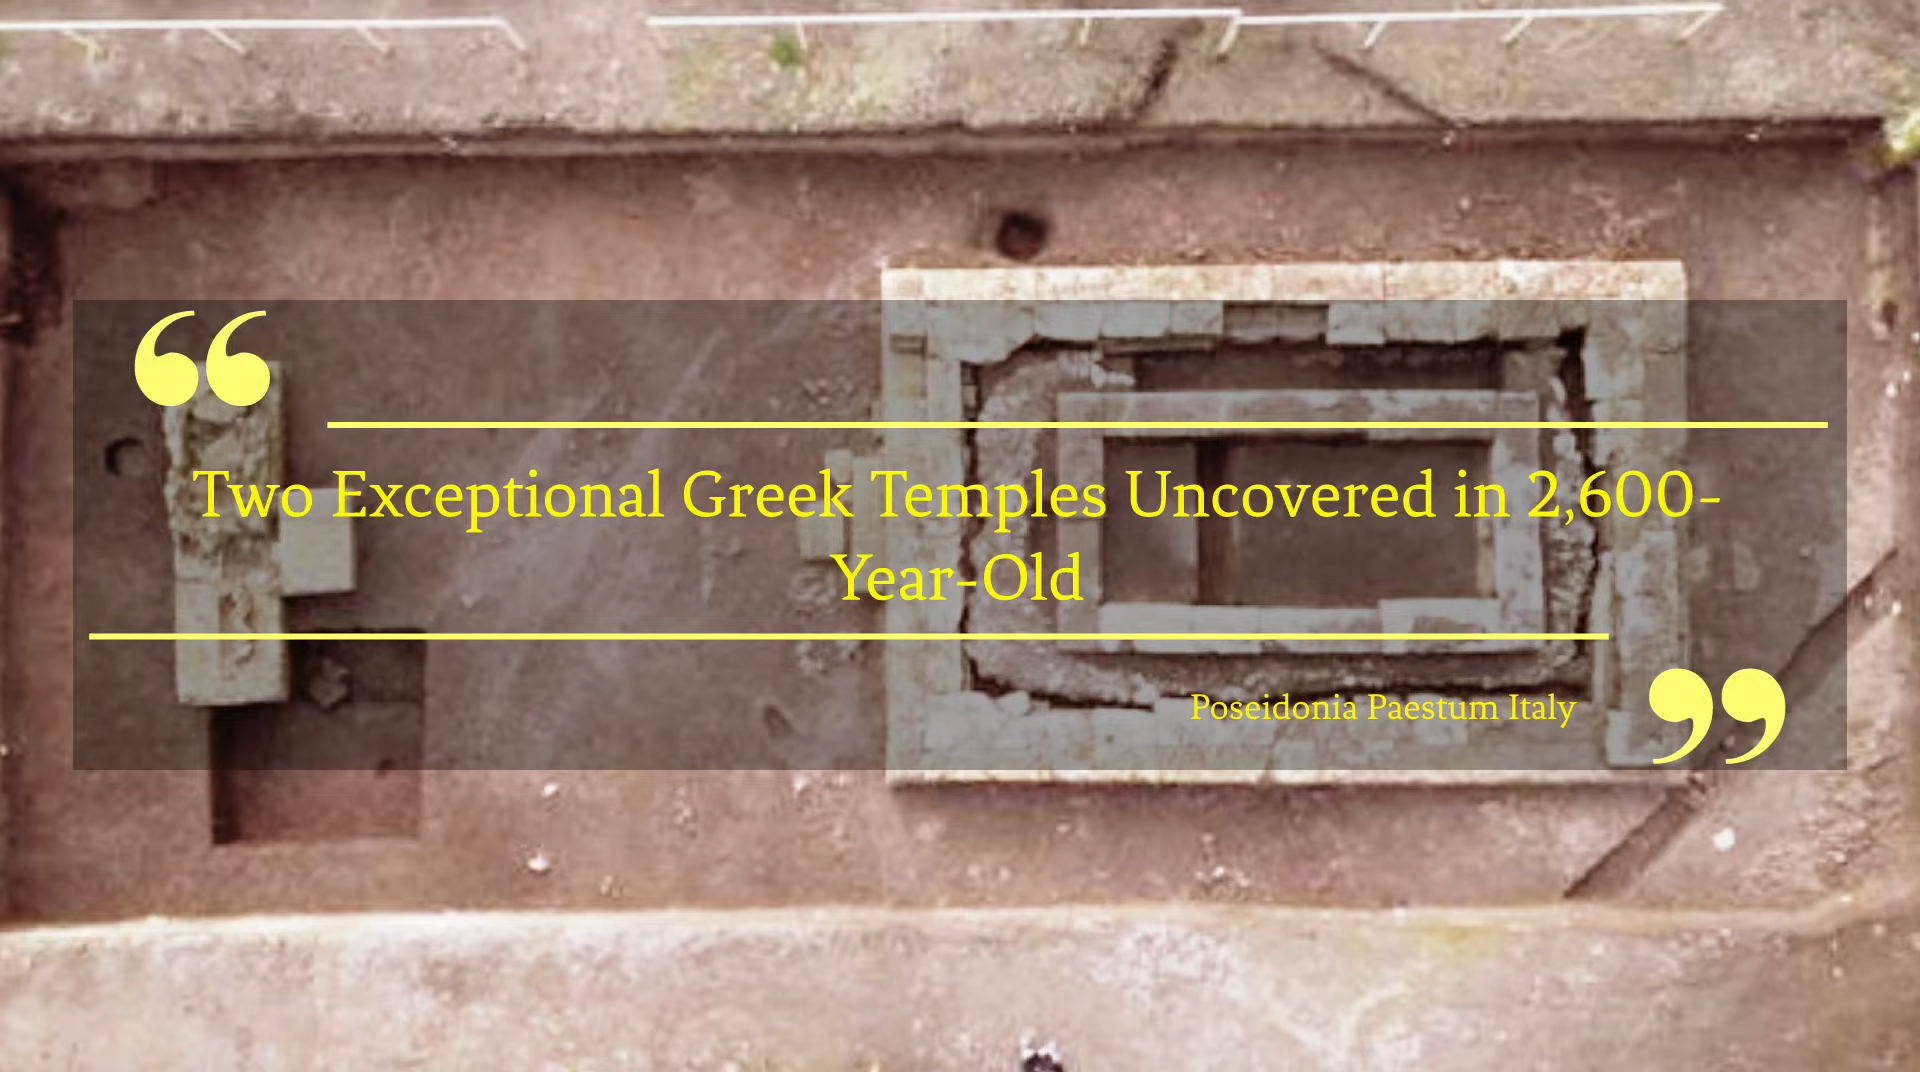 “
Two Exceptional Greek Temples Uncovered in 2,600-
Year-Old
Poseidonia Paestum Italy
”